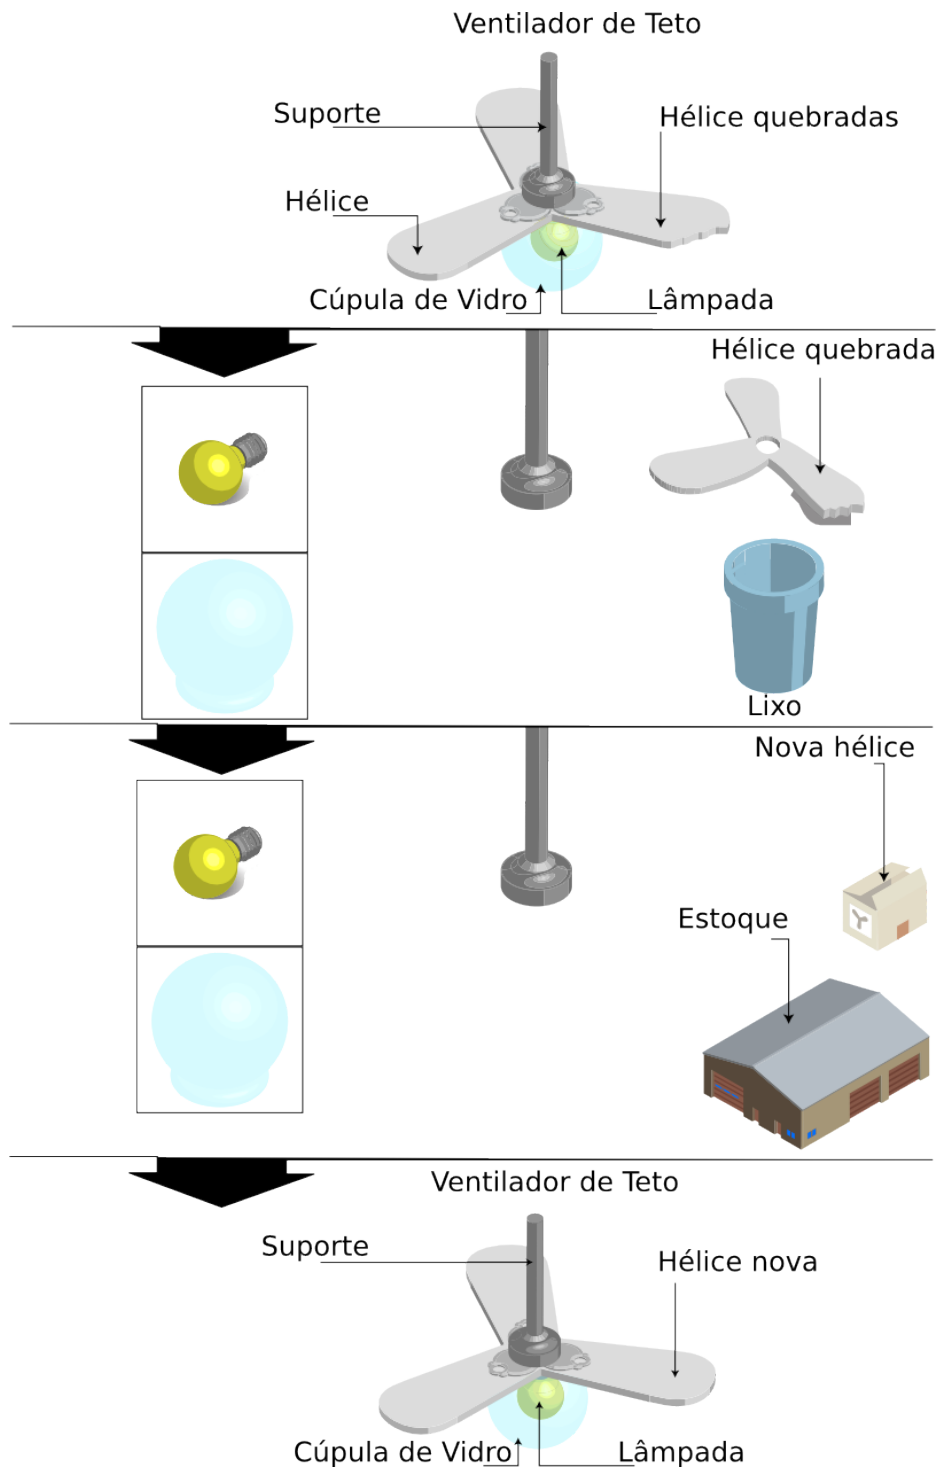 Ventilador de Teto
Suporte
Hélice quebradas
Hélice
Cúpula de Vidro
Lâmpada
Hélice quebrada
Lixo
Nova hélice
Estoque
Ventilador de Teto
Suporte
Hélice nova
Cúpula de Vidro
Lâmpada